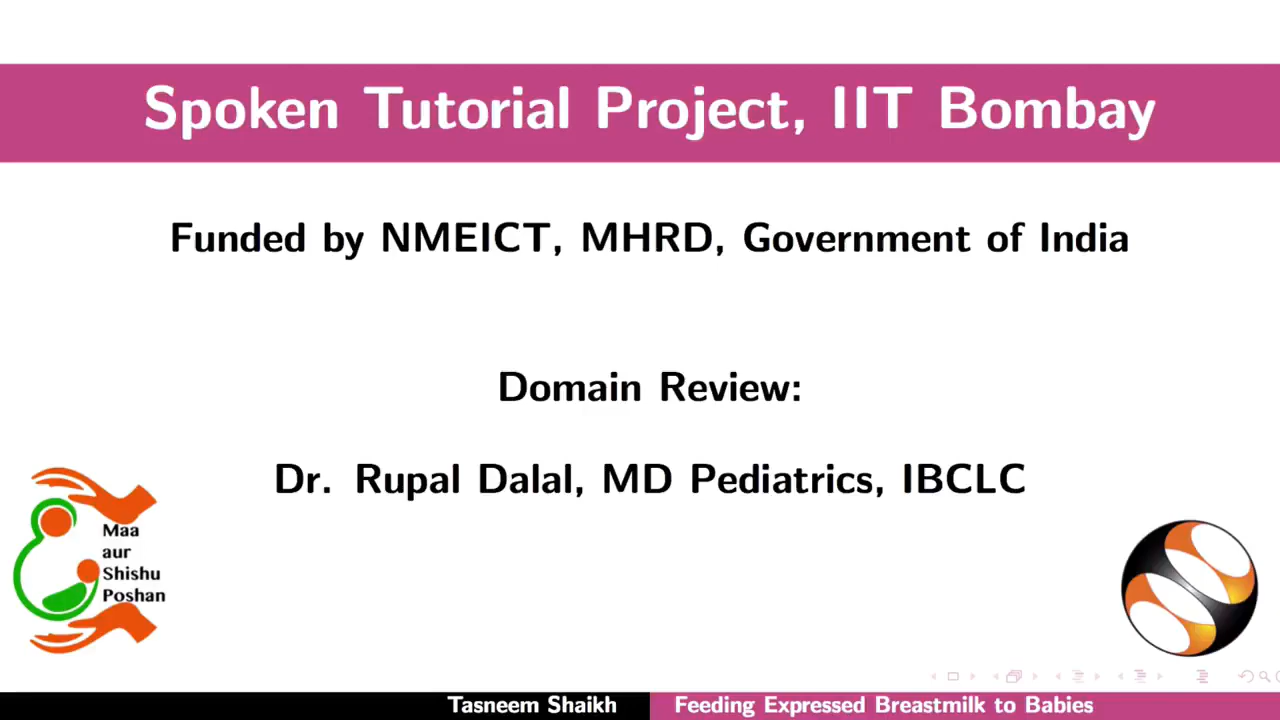 Spoken Tutorial Project, IIT Bombay
Funded by NMEICT, MHRD, Government of India
Domain Review:
Dr. Rupal Dalal, MD Pediatrics, IBCLC
Maa
aur
Shishu
Poshan
Tasneem Shaikh
Feeding Expressed Breastmilk to Babies